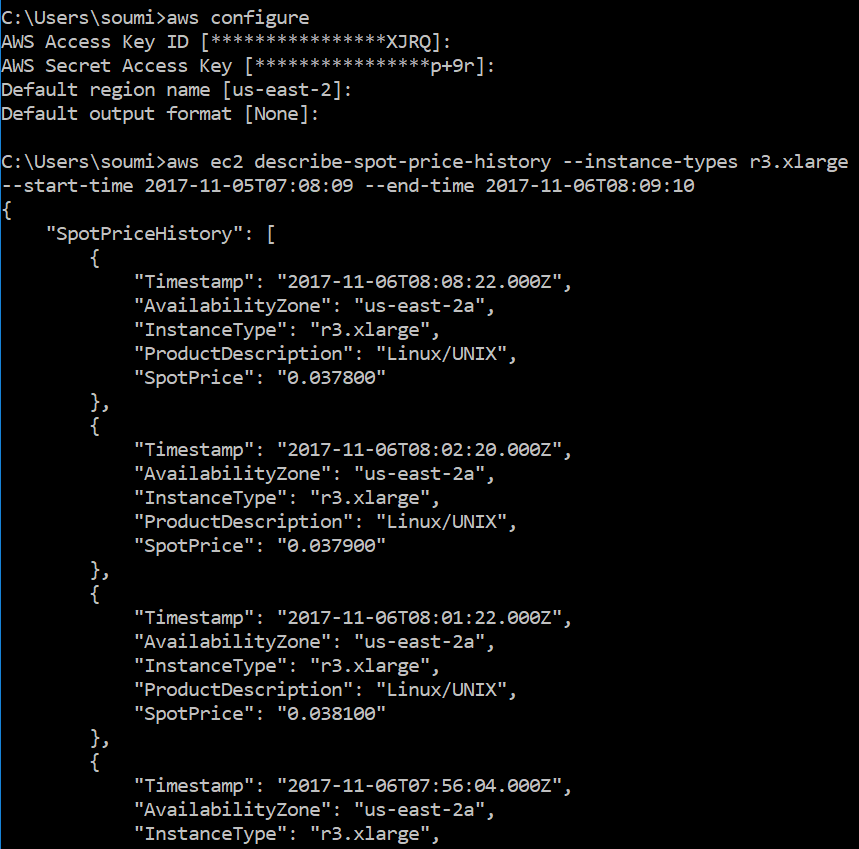 C:\Users\soumi>aws configure
AWS Access Key ID [****************XJRQ]:
AWS Secret Access Key [****************p+9r]:
Default region name [us-east-2]:
Default output format [None]:
C:\Users\soumi>aws ec2 describe-spot-price-history --instance-types r3.xlarge
--start-time 2017-11-05T07:08:09 --end-time 2017-11-06T08:09:10
{
    "SpotPriceHistory": [
        {
            "Timestamp": "2017-11-06T08:08:22.000Z",
            "AvailabilityZone": "us-east-2a",
            "InstanceType": "r3.xlarge",
            "ProductDescription": "Linux/UNIX",
            "SpotPrice": "0.037800"
        },
        {
            "Timestamp": "2017-11-06T08:02:20.000Z",
            "AvailabilityZone": "us-east-2a",
            "InstanceType": "r3.xlarge",
            "ProductDescription": "Linux/UNIX",
            "SpotPrice": "0.037900"
        },
        {
            "Timestamp": "2017-11-06T08:01:22.000Z",
            "AvailabilityZone": "us-east-2a",
            "InstanceType": "r3.xlarge",
            "ProductDescription": "Linux/UNIX",
            "SpotPrice": "0.038100"
        },
        {
            "Timestamp": "2017-11-06T07:56:04.000Z",
            "AvailabilityZone": "us-east-2a",
            "InstanceType": "r3.xlarge",